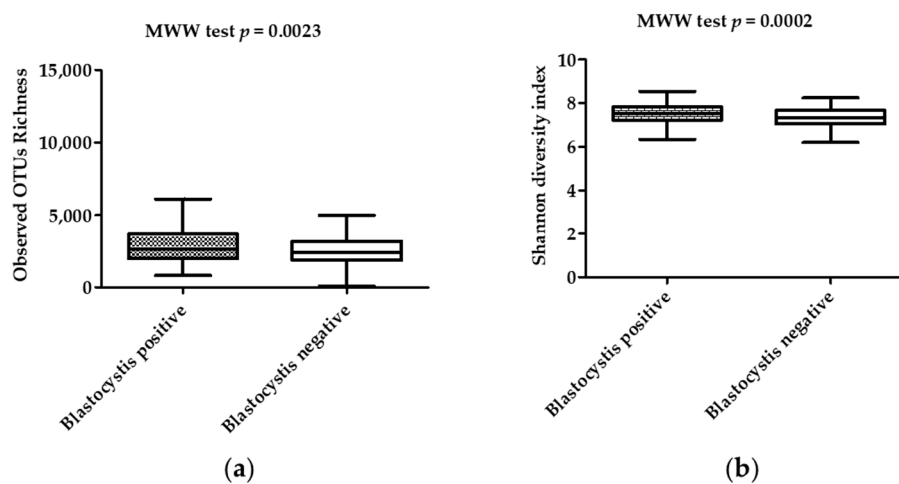 MWW test p = 0.0023
Observed OTUs Richness
15,000
10,000
5,000
0
Blastocystis positive
Blastocystis negative
(a)
MWW test p = 0.0002
Shannon diversity index
10
8
6
4
2
0
Blastocystis positive
Blastocystis negative
(b)